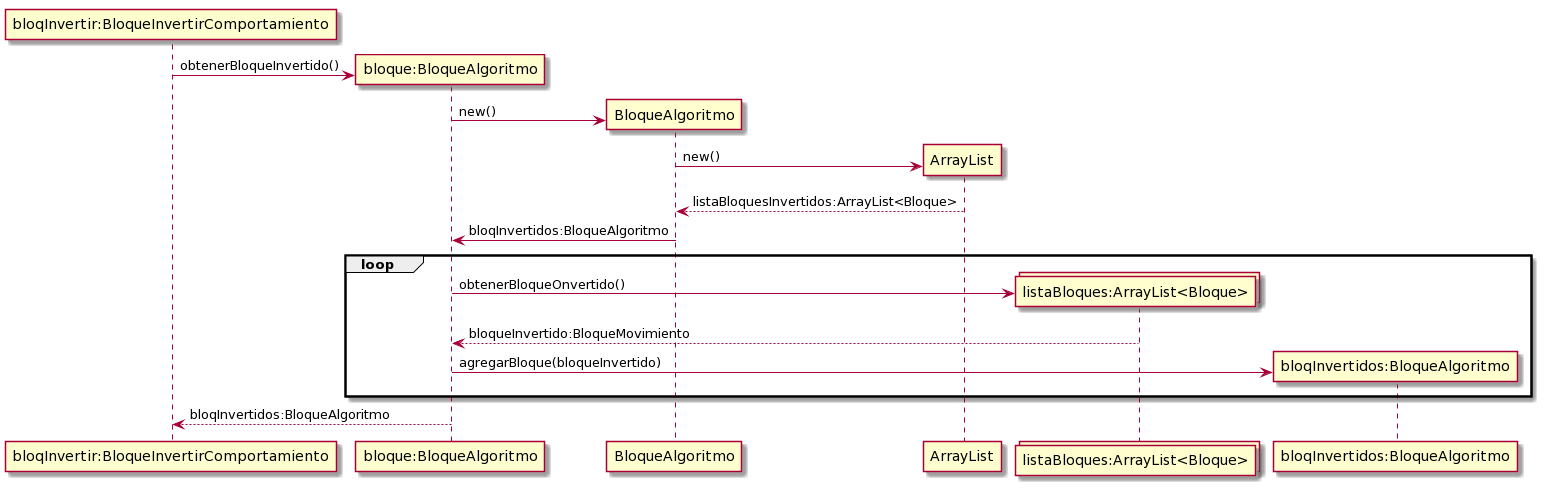 bloqInvertir:BloqueInvertirComportamiento
obtenerBloqueInvertido()
bloque:BloqueAlgoritmo
new()
BloqueAlgoritmo
new()
ArrayList
listaBloquesInvertidos:ArrayList<Bloque>
bloqInvertidos:BloqueAlgoritmo
loop
obtenerBloqueOnvertido()
listaBloques:ArrayList<Bloque>
bloqueInvertido:BloqueMovimiento
agregarBloque(bloqueInvertido)
bloqInvertidos:BloqueAlgoritmo
bloqInvertidos:BloqueAlgoritmo
bloqInvertir:BloqueInvertirComportamiento
bloque:BloqueAlgoritmo
BloqueAlgoritmo
ArrayList
listaBloques:ArrayList<Bloque>
bloqInvertidos:BloqueAlgoritmo